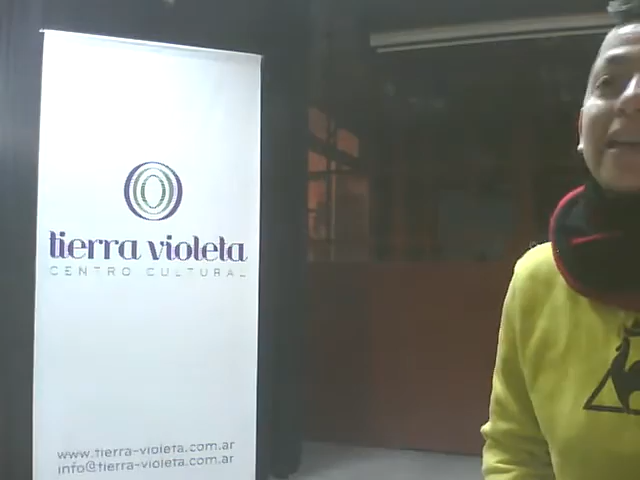 tierra violeta
CENTRO CULTURAL
www.tierra-violeta.com.ar
info@tierra-violeta.com.ar